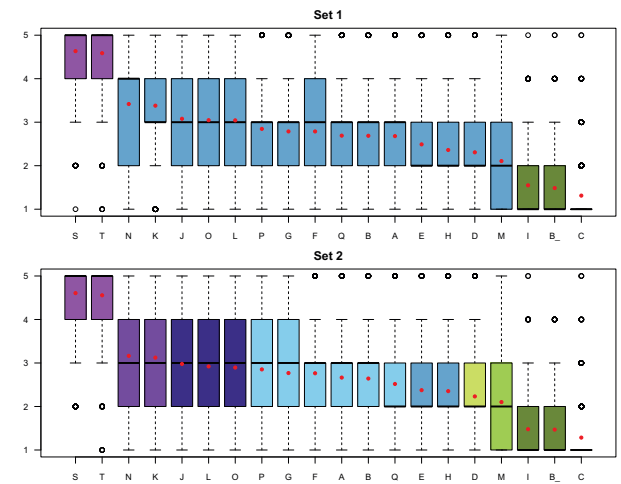 Set 1
5
4
3
2
1
S T N K J O L P G F Q B A E H D M I B_ C
Set 2
5
4
3
2
1
S T N K J L O P G F A B Q E H D M I B_ C